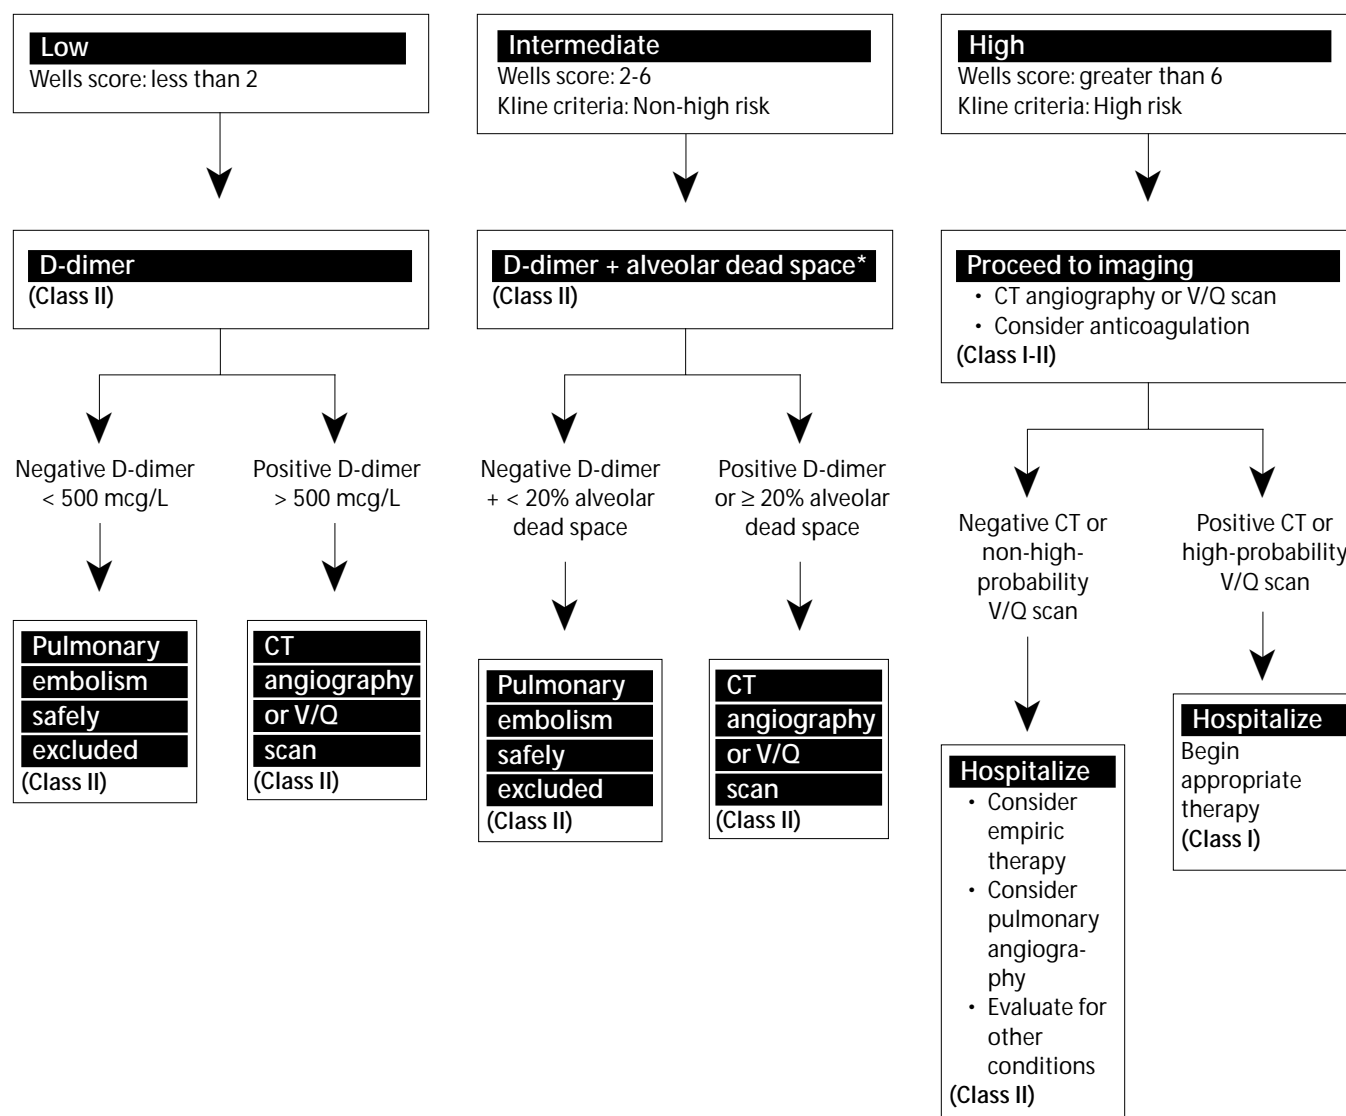 Low
Wells score: less than 2
Intermediate
Wells score: 2-6
Kline criteria: Non-high risk
High
Wells score: greater than 6
Kline criteria: High risk
D-dimer
(Class II)
D-dimer + alveolar dead space*
(Class II)
Proceed to imaging
• CT angiography or V/Q scan
• Consider anticoagulation
(Class I-II)
Negative D-dimer
< 500 mcg/L
Positive D-dimer
> 500 mcg/L
Negative D-dimer
+ < 20% alveolar
dead space
Positive D-dimer
or ≥ 20% alveolar
dead space
Negative CT or
non-high-
probability
V/Q scan
Positive CT or
high-probability
V/Q scan
Pulmonary
embolism
safely
excluded
(Class II)
CT
angiography
or V/Q
scan
(Class II)
Pulmonary
embolism
safely
excluded
(Class II)
CT
angiography
or V/Q
scan
(Class II)
Hospitalize
• Consider
empiric
therapy
• Consider
pulmonary
angiogra-
phy
• Evaluate for
other
conditions
(Class II)
Hospitalize
Begin
appropriate
therapy
(Class I)